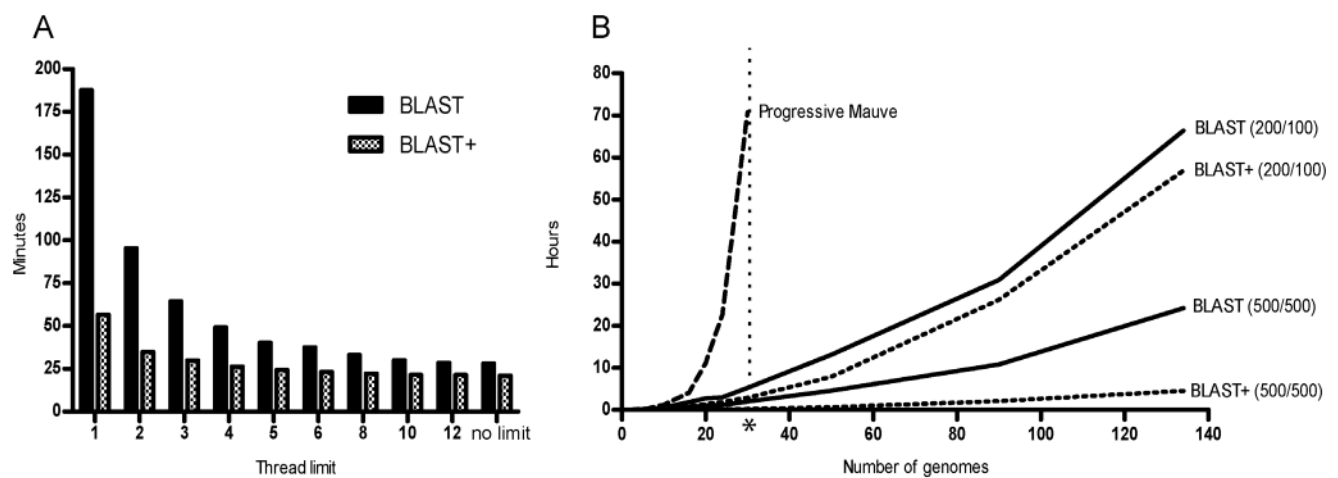 A
200
175
150
125
100
75
50
25
0
Minutes
BLAST
BLAST+
1 2 3 4 5 6 8 10 12 no limit
Thread limit
B
80
70
60
50
40
30
20
10
0
Hours
Progressive Mauve
BLAST (200/100)
BLAST+ (200/100)
BLAST (500/500)
BLAST+ (500/500)
0 20 * 40 60 80 100 120 140
Number of genomes